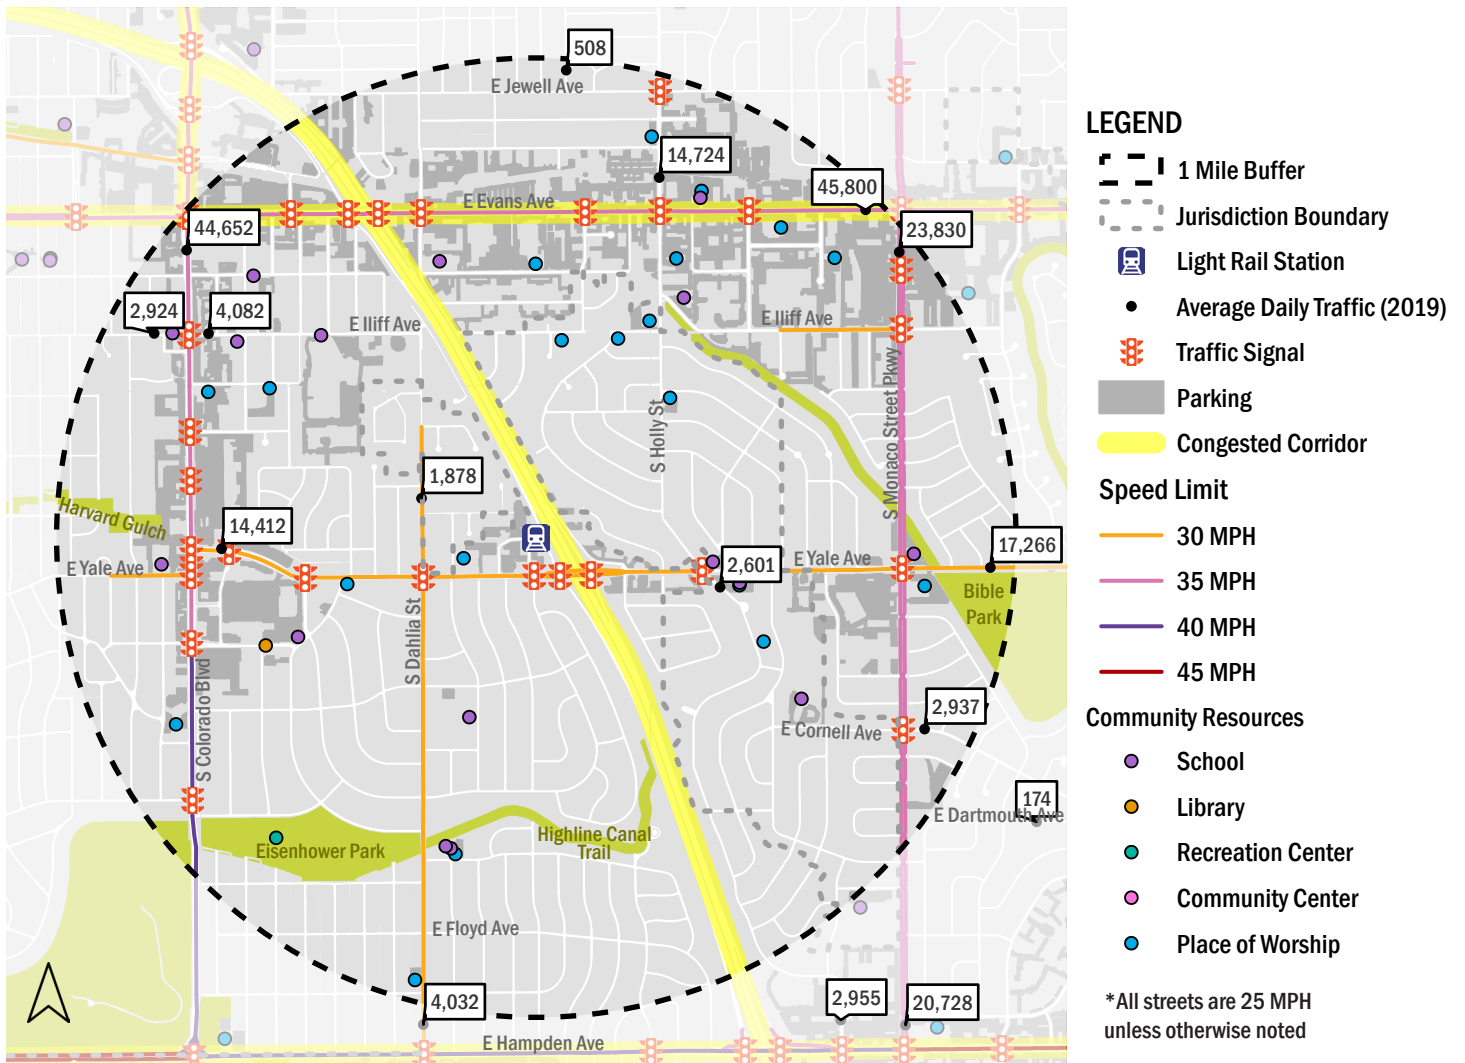 508
E Jewell Ave
14,724
45,800
E Evans Ave
44,652
23,830
2,924
4,082
E Iliff Ave
E Iliff Ave
S Monaco Street Pkwy
S Holly St
1,878
Harvard Gulch
14,412
E Yale Ave
2,601
E Yale Ave
17,266
Bible
Park
S Dahlia St
S Colorado Blvd
2,937
E Cornell Ave
174
E Dartmouth Ave
Eisenhower Park
Highline Canal
Trail
E Floyd Ave
4,032
2,955
20,728
E Hampden Ave
LEGEND
1 Mile Buffer
Jurisdiction Boundary
Light Rail Station
Average Daily Traffic (2019)
Traffic Signal
Parking
Congested Corridor
Speed Limit
30 MPH
35 MPH
40 MPH
45 MPH
Community Resources
School
Library
Recreation Center
Community Center
Place of Worship
*All streets are 25 MPH
unless otherwise noted